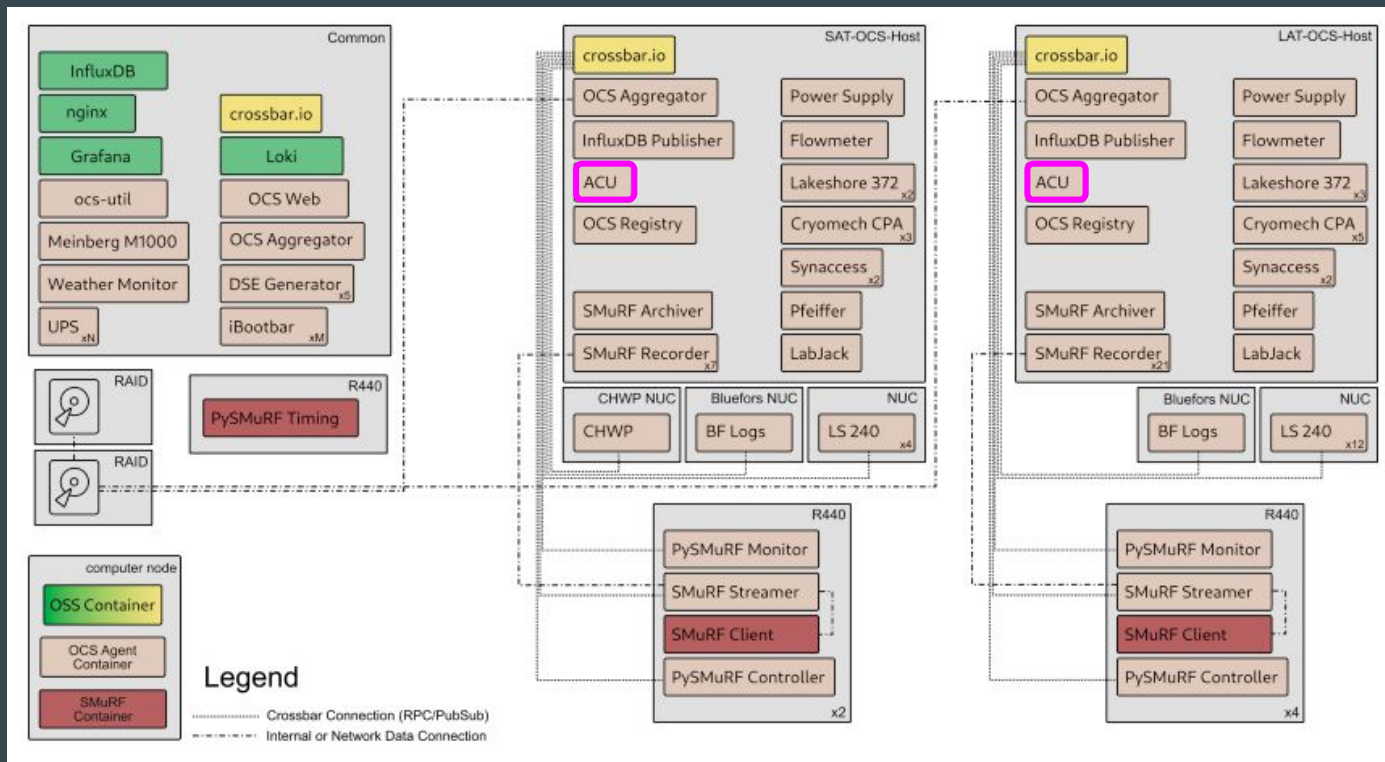 Common
InfluxDB
nginx
crossbar.io
Grafana
Loki
ocs-util
OCS Web
Meinberg M1000
OCS Aggregator
Weather Monitor
DSE Generator
x5
UPS
xN
iBootbar
xM
RAID
RAID
R440
PySMuRF Timing
SAT-OCS-Host
crossbar.io
OCS Aggregator
Power Supply
InfluxDB Publisher
Flowmeter
ACU
Lakeshore 372
x2
OCS Registry
Cryomech CPA
x3
Synaccess
x2
SMuRF Archiver
Pfeiffer
SMuRF Recorder
x7
LabJack
CHWP NUC
CHWP
Bluefors NUC
BF Logs
NUC
LS 240
x4
R440
PySMuRF Monitor
SMuRF Streamer
SMuRF Client
PySMuRF Controller
x2
LAT-OCS-Host
crossbar.io
OCS Aggregator
Power Supply
InfluxDB Publisher
Flowmeter
ACU
Lakeshore 372
x3
OCS Registry
Cryomech CPA
x5
Synaccess
x2
SMuRF Archiver
Pfeiffer
SMuRF Recorder
x21
LabJack
Bluefors NUC
BF Logs
NUC
LS 240
x12
R440
PySMuRF Monitor
SMuRF Streamer
SMuRF Client
PySMuRF Controller
x4
computer node
OSS Container
OCS Agent
Container
SMuRF
Container
Legend
Crossbar Connection (RPC/PubSub)
Internal or Network Data Connection